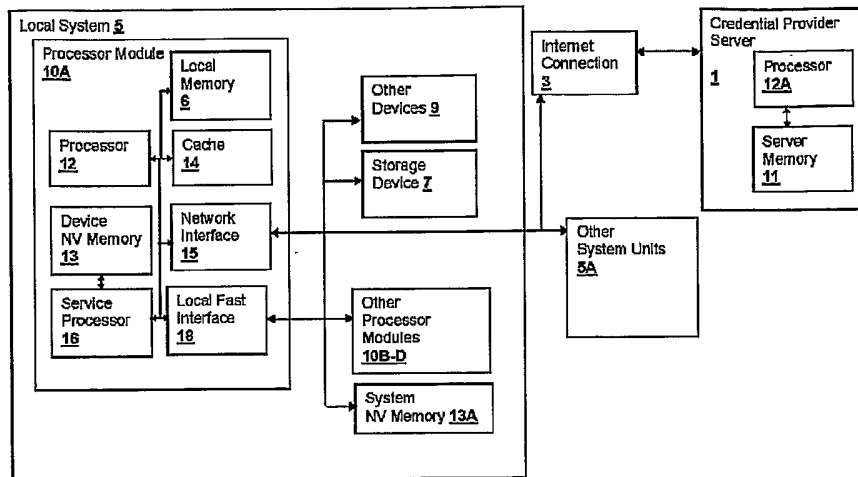 Local System 5
Processor Module
10A
Local
Memory
6
Processor
12
Cache
14
Device
NV Memory
13
Network
Interface
15
Service
Processor
16
Local Fast
Interface
18
Other
Devices 9
Storage
Device 7
Other
Processor
Modules
10B-D
System
NV Memory 13A
Internet
Connection
3
Other
System Units
5A
Credential Provider
Server
1
Processor
12A
Server
Memory
11